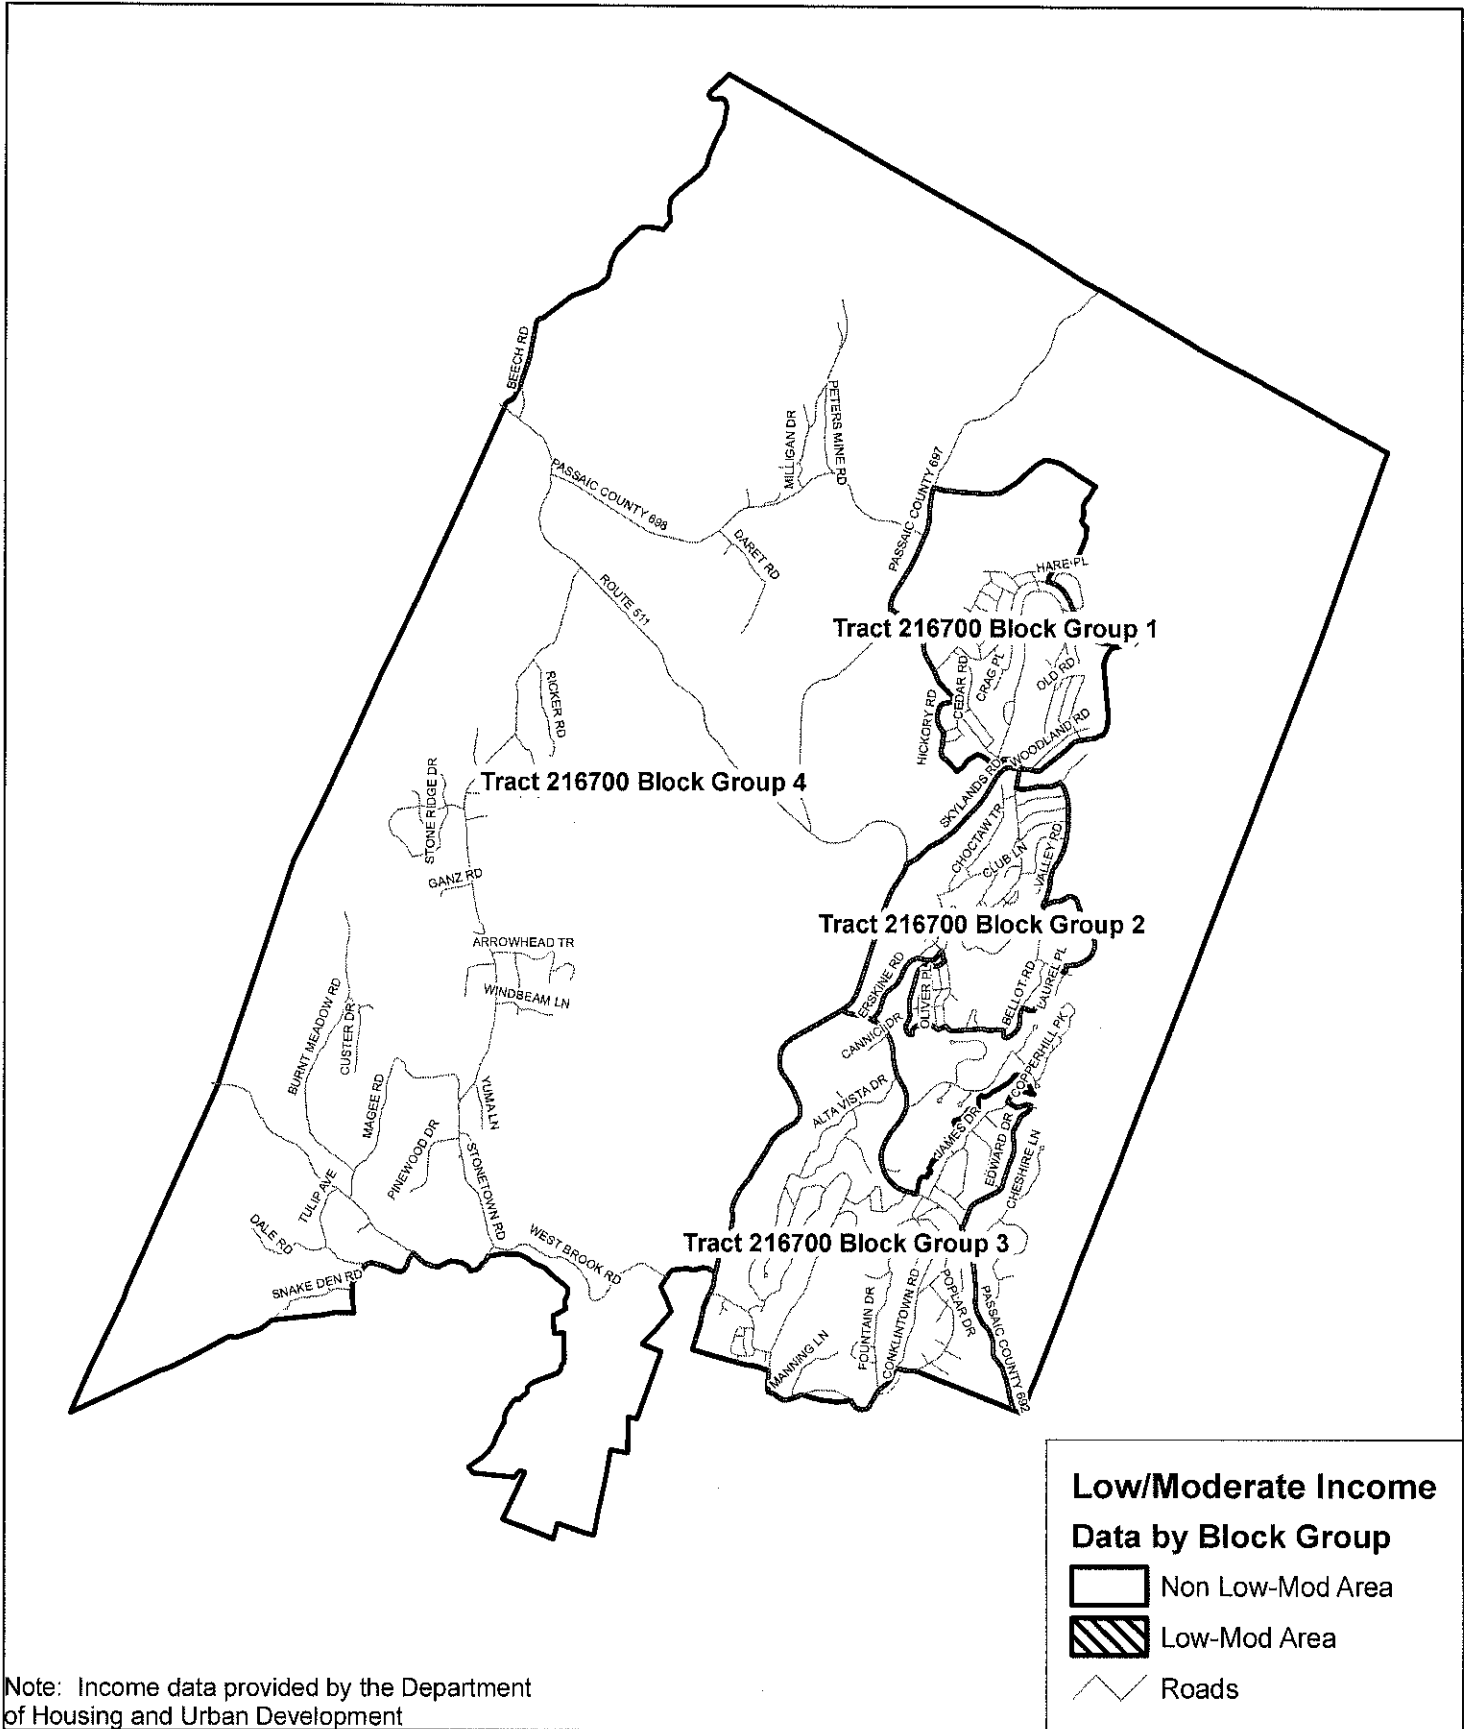 BEECH RD
PASSAIC COUNTY 698
MILLIGAN DR
PETERS MINE RD
PASSAIC COUNTY 697
DARET RD
ROUTE 511
HARE PL
Tract 216700 Block Group 1
CEDAR RD
CRAG PL
OLD RD
HICKORY RD
WOODLAND RD
RICKER RD
Tract 216700 Block Group 4
STONE RIDGE DR
SKYLANDS RD
CHOCTAW TR
CLUB LN
VALLEY RD
GANZ RD
Tract 216700 Block Group 2
ARROWHEAD TR
WINDBEAM LN
ERSKINE RD
OLIVER PL
BELLOT RD
LAUREL PL
BURNT MEADOW RD
CUSTER DR
CANNICI DR
COPPERHILL PK
MAGEE RD
YUMA LN
ALTA VISTA DR
JAMES DR
EDWARD DR
CHESHIRE LN
PINEWOOD DR
STONETOWN RD
TULIP AVE
DALE RD
WEST BROOK RD
Tract 216700 Block Group 3
SNAKE DEN RD
FOUNTAIN DR
CONKLINTOWN RD
POPLAR DR
PASSAIC COUNTY 692
MANNING LN
Low/Moderate Income
Data by Block Group
Non Low-Mod Area
Low-Mod Area
Roads
Note: Income data provided by the Department
of Housing and Urban Development